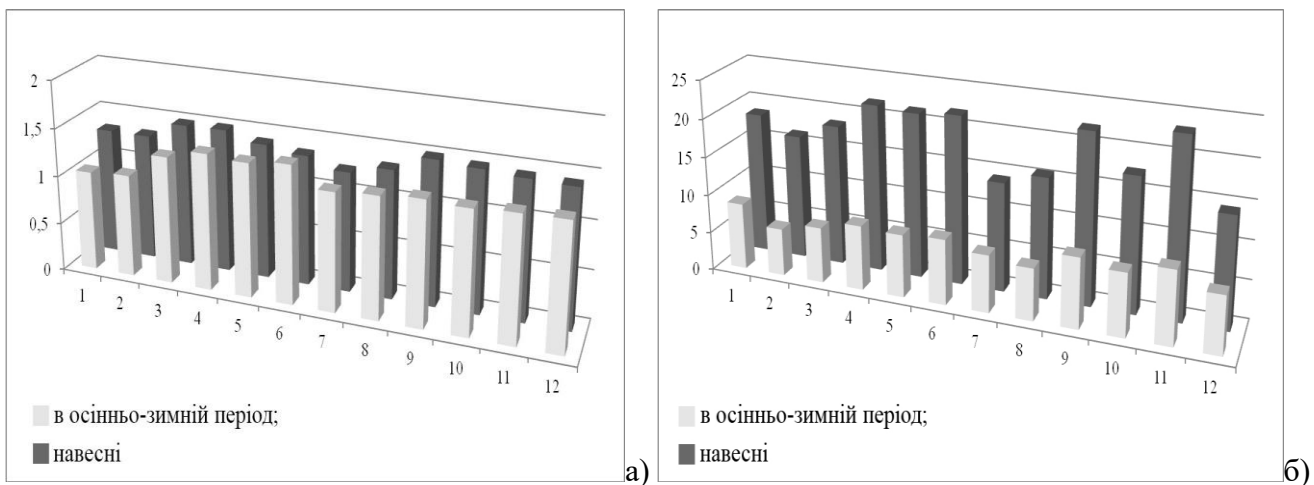 2
1,5
1
0,5
0
1 2 3 4 5 6 7 8 9 10 11 12
в осінньо-зимній період;
навесні
а)
25
20
15
10
5
0
1 2 3 4 5 6 7 8 9 10 11 12
в осінньо-зимній період;
навесні
б)